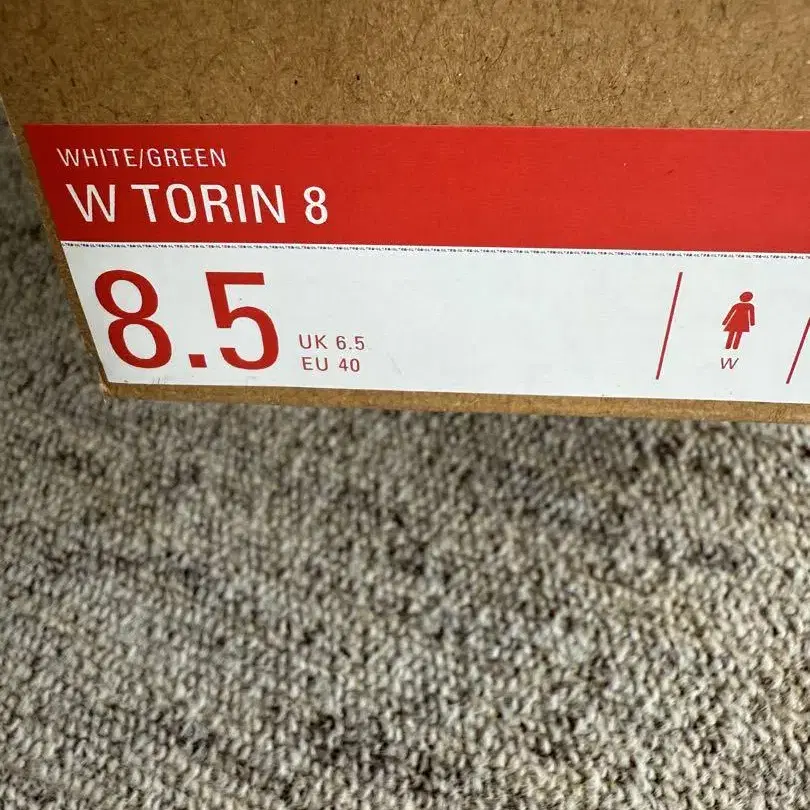 WHITE/GREEN
W TORIN 8
8.5
UK 6.5
EU 40
W